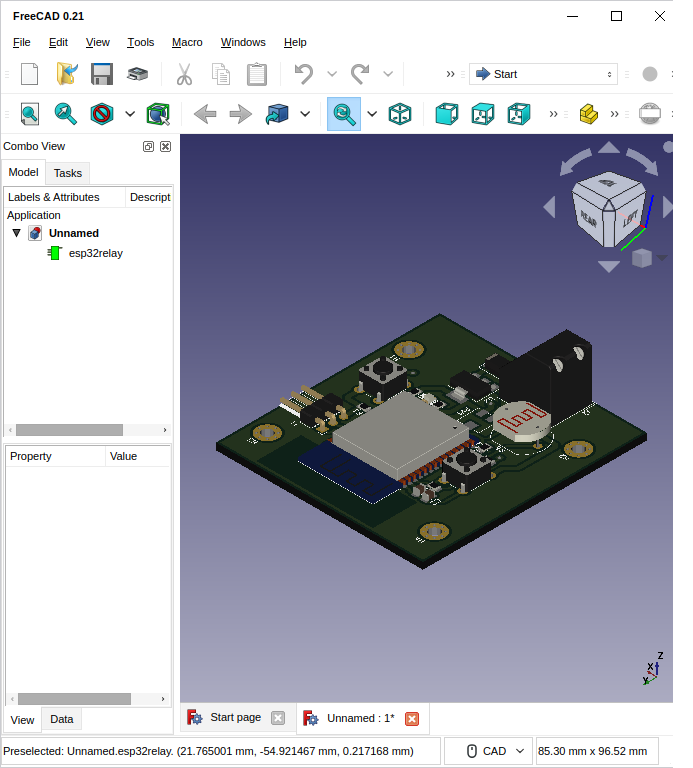 FreeCAD 0.21
File Edit View Tools Macro Windows Help
Start
Combo View
Model Tasks
Labels & Attributes Descript
Application
Unnamed
esp32relay
Property Value
View Data
REAR LEFT
Z
X
Y
Start page Unnamed : 1*
Preselected: Unnamed.esp32relay. (21.765001 mm, -54.921467 mm, 0.217168 mm) CAD 85.30 mm x 96.52 mm